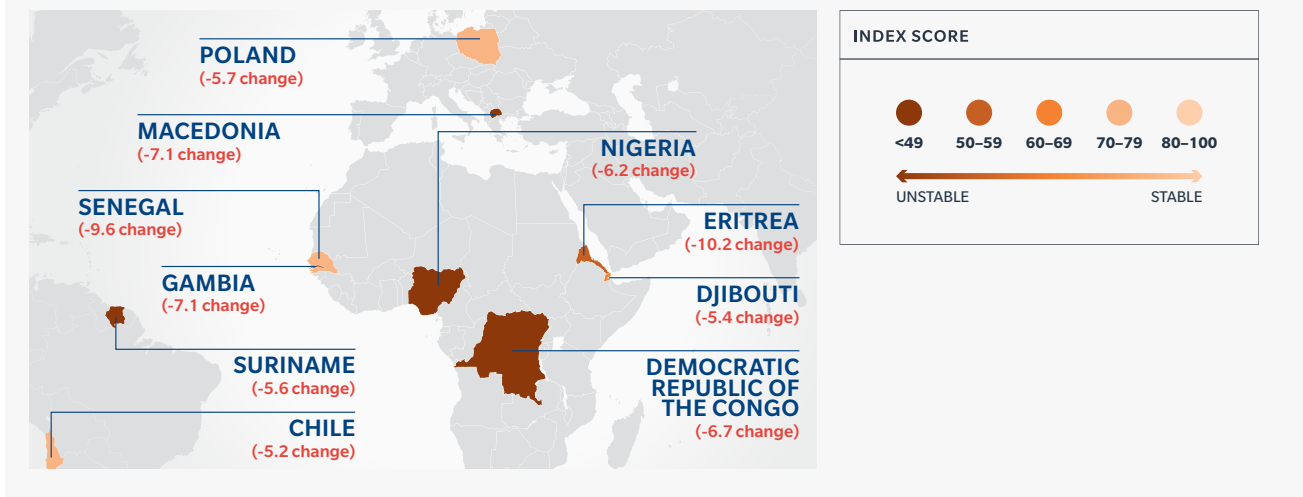 POLAND
(-5.7 change)
MACEDONIA
(-7.1 change)
NIGERIA
(-6.2 change)
SENEGAL
(-9.6 change)
ERITREA
(-10.2 change)
GAMBIA
(-7.1 change)
DJIBOUTI
(-5.4 change)
SURINAME
(-5.6 change)
DEMOCRATIC
REPUBLIC OF
THE CONGO
(-6.7 change)
CHILE
(-5.2 change)
INDEX SCORE
<49 50–59 60–69 70–79 80–100
UNSTABLE STABLE